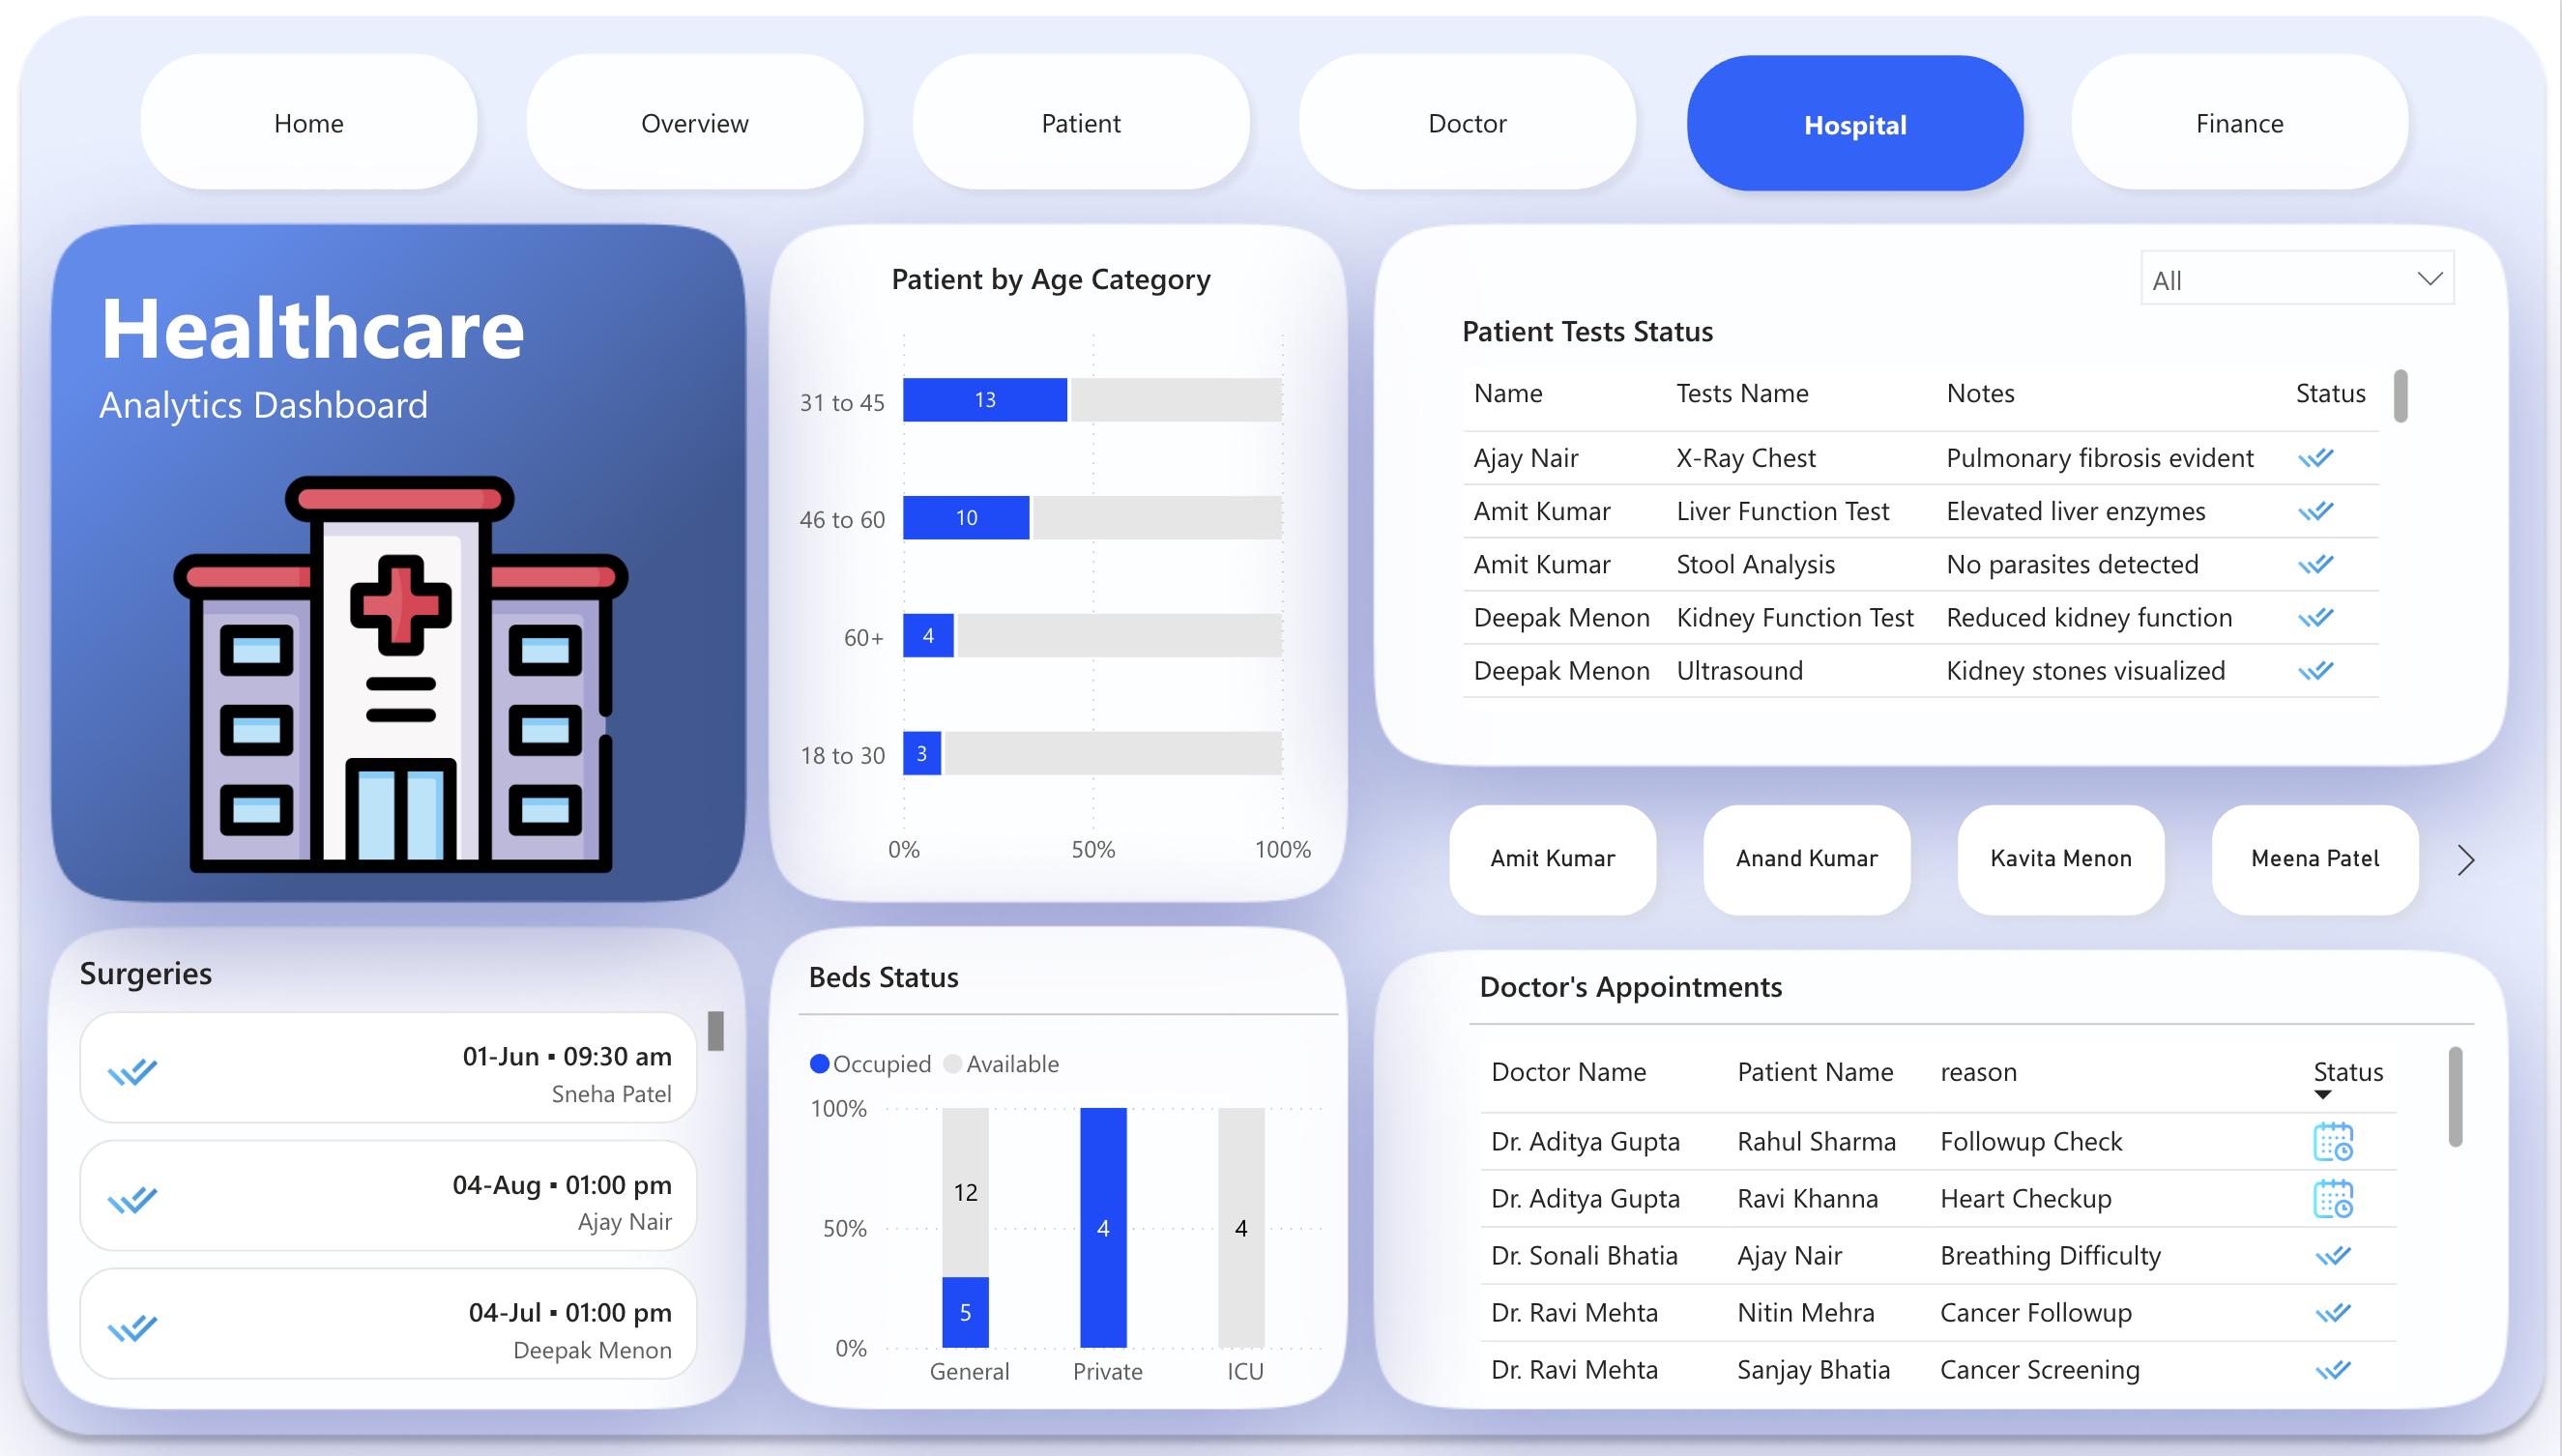 Home
Overview
Patient
Doctor
Hospital
Finance
Healthcare
Analytics Dashboard
Patient by Age Category
31 to 45
13
46 to 60
10
60+
4
18 to 30
3
0% 50% 100%
All
Patient Tests Status
Name Tests Name Notes Status
Ajay Nair X-Ray Chest Pulmonary fibrosis evident
Amit Kumar Liver Function Test Elevated liver enzymes
Amit Kumar Stool Analysis No parasites detected
Deepak Menon Kidney Function Test Reduced kidney function
Deepak Menon Ultrasound Kidney stones visualized
Amit Kumar
Anand Kumar
Kavita Menon
Meena Patel
Surgeries
01-Jun ▪ 09:30 am
Sneha Patel
04-Aug ▪ 01:00 pm
Ajay Nair
04-Jul ▪ 01:00 pm
Deepak Menon
Beds Status
Occupied Available
100%
50%
0%
12
5
4
4
General Private ICU
Doctor's Appointments
Doctor Name Patient Name reason Status
Dr. Aditya Gupta Rahul Sharma Followup Check
Dr. Aditya Gupta Ravi Khanna Heart Checkup
Dr. Sonali Bhatia Ajay Nair Breathing Difficulty
Dr. Ravi Mehta Nitin Mehra Cancer Followup
Dr. Ravi Mehta Sanjay Bhatia Cancer Screening